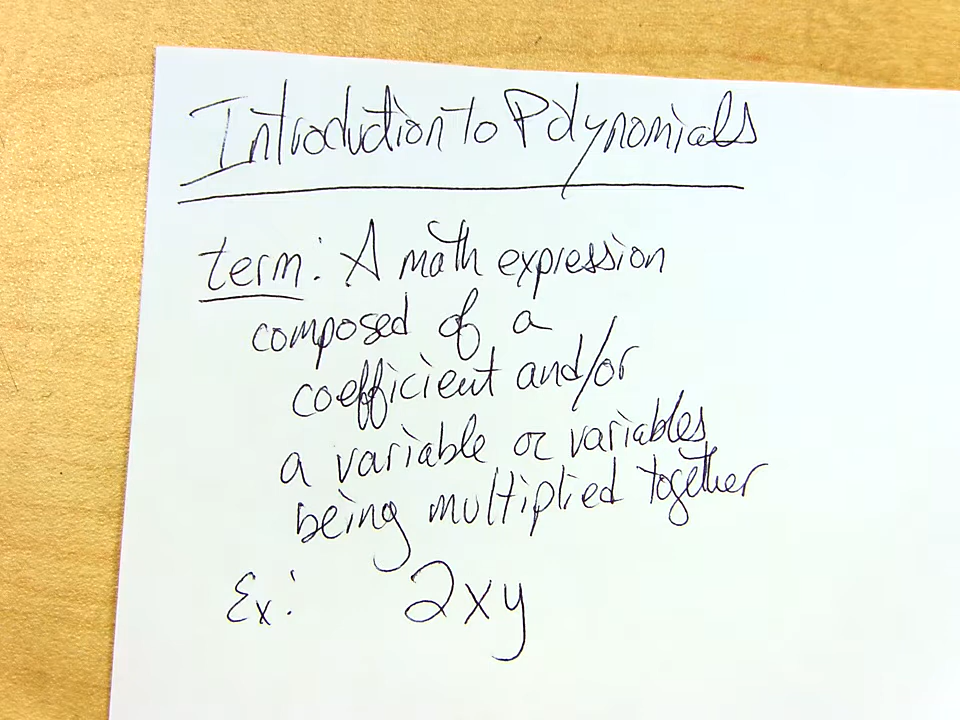 Introduction to Polynomials
term: A math expression
composed of a
coefficient and/or
a variable or variables
being multiplied together
Ex: 2xy